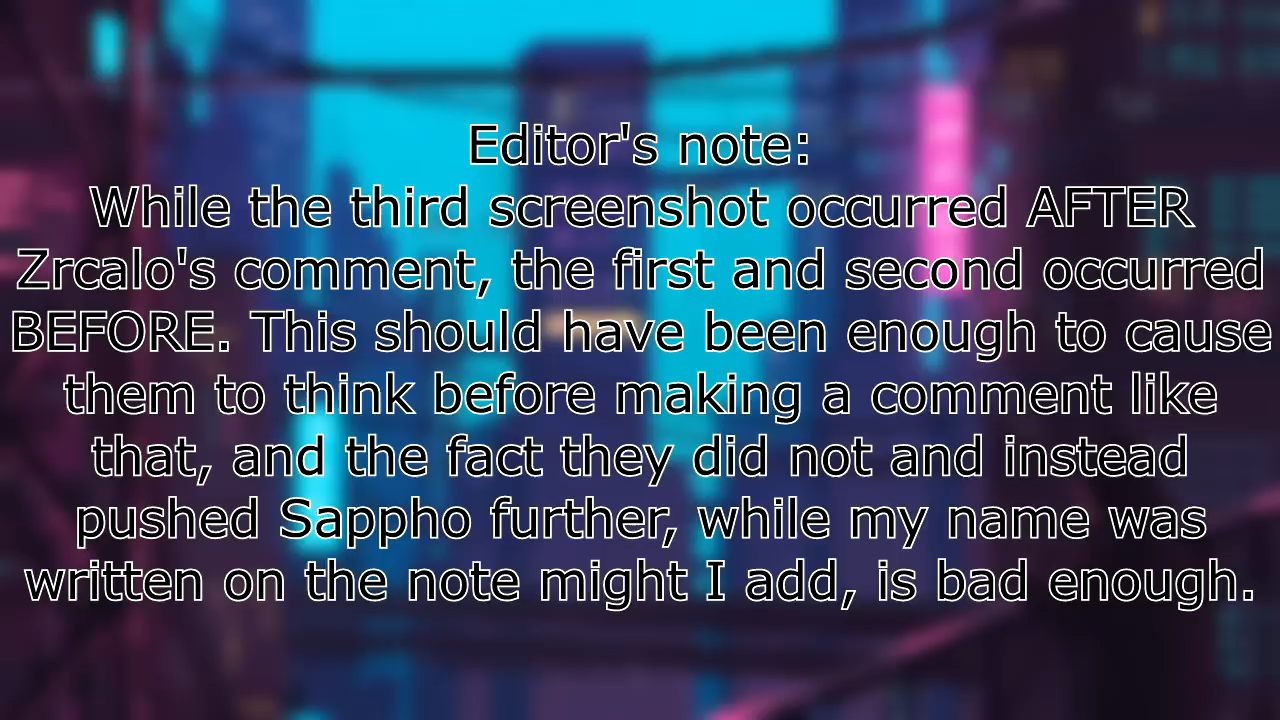 Editor's note:
While the third screenshot occurred AFTER
Zrcalo's comment, the first and second occurred
BEFORE. This should have been enough to cause
them to think before making a comment like
that, and the fact they did not and instead
pushed Sappho further, while my name was
written on the note might I add, is bad enough.